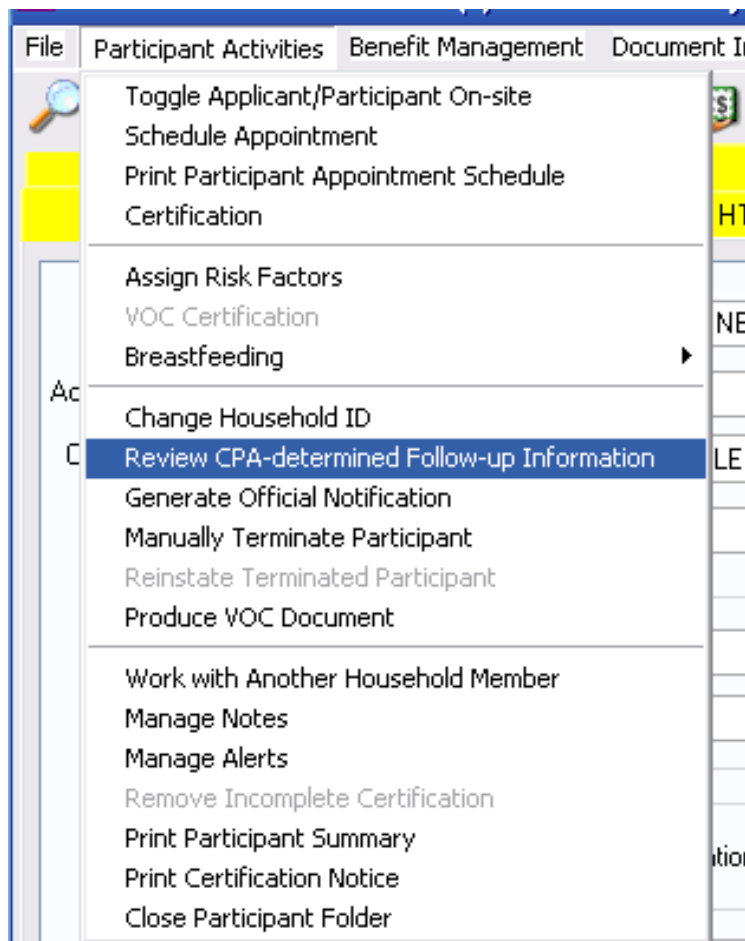 File Participant Activities Benefit Management Document
Toggle Applicant/Participant On-site
Schedule Appointment
Print Participant Appointment Schedule
Certification
HT
Assign Risk Factors
VOC Certification
NE
Breastfeeding
Change Household ID
Review CPA-determined Follow-up Information
LE
Generate Official Notification
Manually Terminate Participant
Reinstate Terminated Participant
Produce VOC Document
Work with Another Household Member
Manage Notes
Manage Alerts
Remove Incomplete Certification
Print Participant Summary
Print Certification Notice
Close Participant Folder